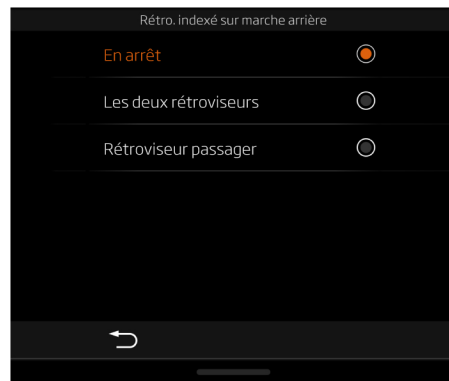 Rétro. indexé sur marche arrière
En arrêt
Les deux rétroviseurs
Rétroviseur passager